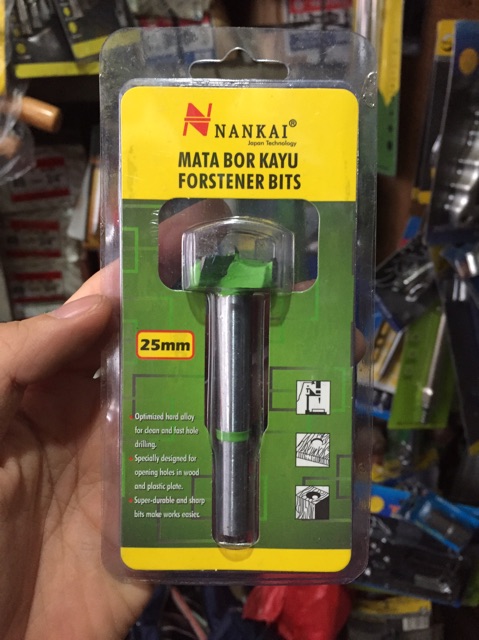 NANKAI®
Japan Technology
MATA BOR KAYU
FORSTENER BITS
25mm
Optimized hard alloy
for clean and fast hole
drilling.
Specially designed for
opening holes in wood
and plastic plate.
Super-durable and sharp
bits make works easier.